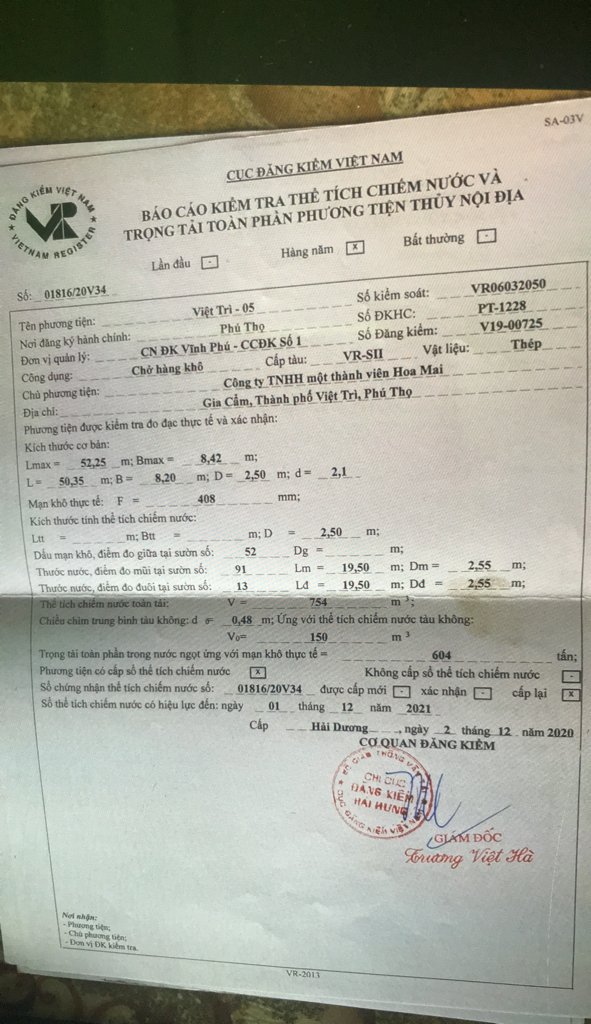 SA-03V
CỤC ĐĂNG KIỂM VIỆT NAM
ĐĂNG KIỂM VIỆT NAM
VR
VIETNAM REGISTER
BÁO CÁO KIỂM TRA THỂ TÍCH CHIẾM NƯỚC VÀ
TRỌNG TẢI TOÀN PHẦN PHƯƠNG TIỆN THỦY NỘI ĐỊA
Lần đầu - Hàng năm x Bất thường -
Số: 01816/20V34
Tên phương tiện: Việt Trì - 05 Số kiểm soát: VR06032050
Nơi đăng ký hành chính: Phú Thọ Số ĐKHC: PT-1228
Đơn vị quản lý: CN ĐK Vĩnh Phú - CCĐK Số 1 Số Đăng kiểm: V19-00725
Công dụng: Chở hàng khô Cấp tàu: VR-SII Vật liệu: Thép
Chủ phương tiện: Công ty TNHH một thành viên Hoa Mai
Địa chỉ: Gia Cẩm, Thành phố Việt Trì, Phú Thọ
Phương tiện được kiểm tra đo đạc thực tế và xác nhận:
Kích thước cơ bản:
Lmax = 52,25 m; Bmax = 8,42 m;
L = 50,35 m; B = 8,20 m; D = 2,50 m; d = 2,1
Mạn khô thực tế: F = 408 mm;
Kích thước tính thể tích chiếm nước:
Ltt = m; Btt = m; D = 2,50 m;
Dấu mạn khô, điểm đo giữa tại sườn số: 52 Dg = m;
Thước nước, điểm đo mũi tại sườn số: 91 Lm = 19,50 m; Dm = 2,55 m;
Thước nước, điểm đo đuôi tại sườn số: 13 Lđ = 19,50 m; Dđ = 2,55 m;
Thể tích chiếm nước toàn tải: V = 754 m³;
Chiều chìm trung bình tàu không: d₀ = 0,48 m; Ứng với thể tích chiếm nước tàu không:
V₀= 150 m³
Trọng tải toàn phần trong nước ngọt ứng với mạn khô thực tế = 604 tấn;
Phương tiện có cấp sổ thể tích chiếm nước x Không cấp sổ thể tích chiếm nước -
Số chứng nhận thể tích chiếm nước số: 01816/20V34 được cấp mới - xác nhận - cấp lại x
Sổ thể tích chiếm nước có hiệu lực đến: ngày 01 tháng 12 năm 2021
Cấp Hải Dương, ngày 2 tháng 12 năm 2020
CƠ QUAN ĐĂNG KIỂM
CHI CỤC
ĐĂNG KIỂM
HẢI HƯNG
GIÁM ĐỐC
Trương Việt Hà
Nơi nhận:
- Phương tiện;
- Chủ phương tiện;
- Đơn vị ĐK kiểm tra.
VR-2013